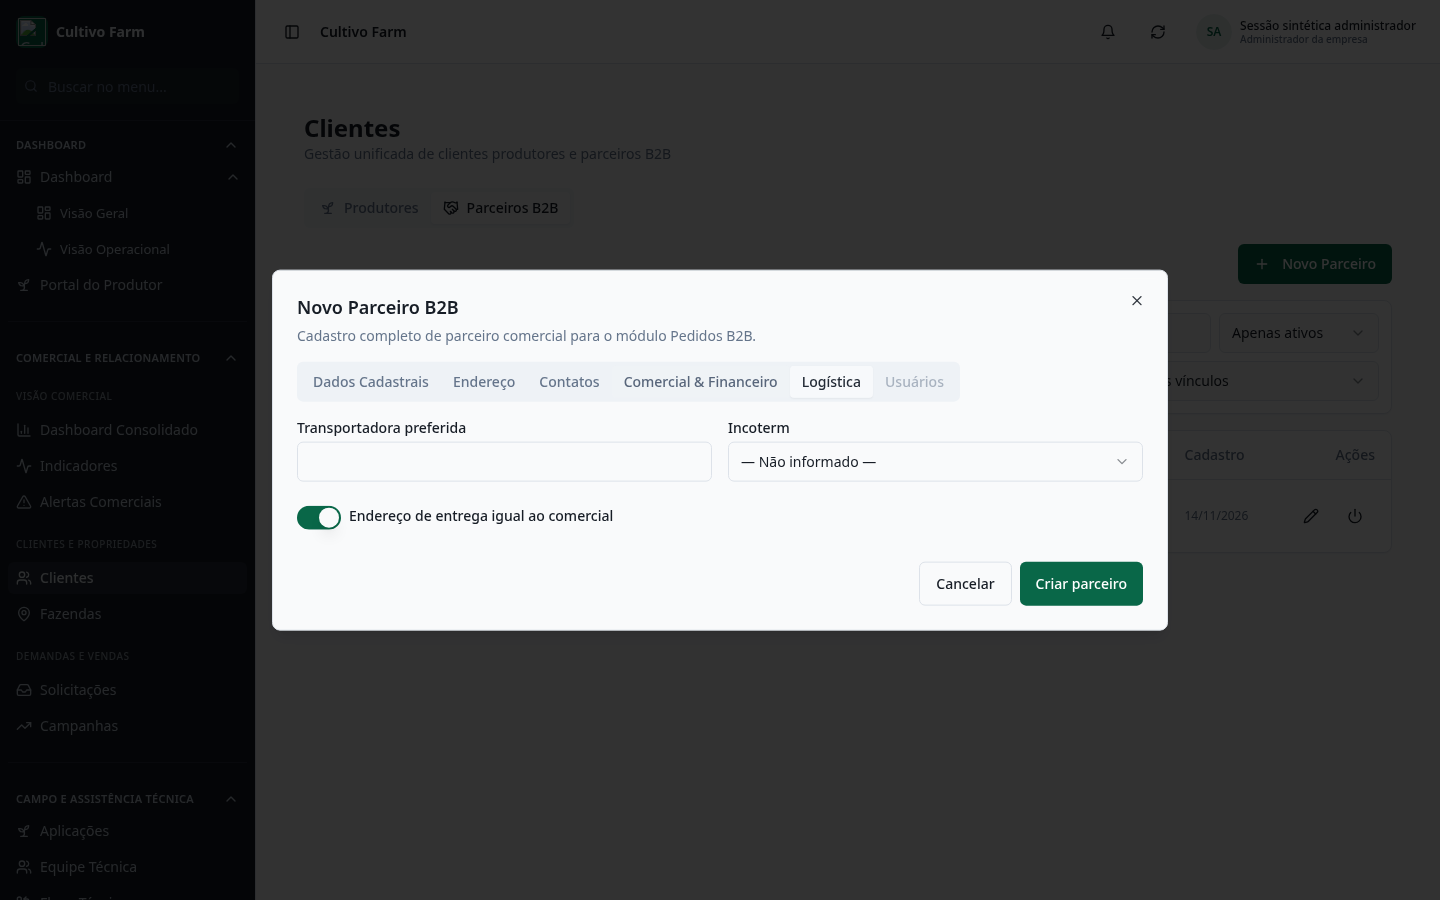 Cultivo Farm
Buscar no menu...
DASHBOARD
Dashboard
Visão Geral
Visão Operacional
Portal do Produtor
COMERCIAL E RELACIONAMENTO
VISÃO COMERCIAL
Dashboard Consolidado
Indicadores
Alertas Comerciais
CLIENTES E PROPRIEDADES
Clientes
Fazendas
DEMANDAS E VENDAS
Solicitações
Campanhas
CAMPO E ASSISTÊNCIA TÉCNICA
Aplicações
Equipe Técnica
Cultivo Farm
SA
Sessão sintética administrador
Administrador da empresa
Clientes
Gestão unificada de clientes produtores e parceiros B2B
Produtores
Parceiros B2B
Novo Parceiro
Apenas ativos
vínculos
Cadastro
Ações
14/11/2026
Novo Parceiro B2B
Cadastro completo de parceiro comercial para o módulo Pedidos B2B.
Dados Cadastrais
Endereço
Contatos
Comercial & Financeiro
Logística
Usuários
Transportadora preferida
Incoterm
— Não informado —
Endereço de entrega igual ao comercial
Cancelar
Criar parceiro